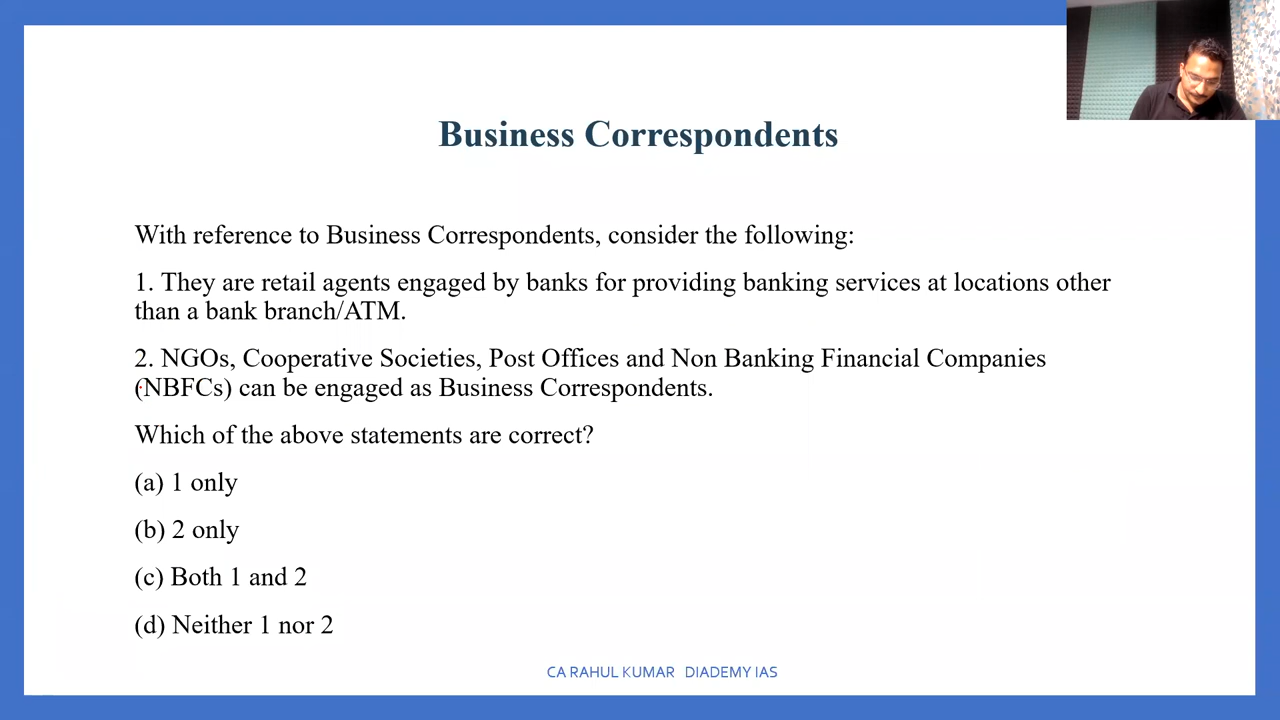 Business Correspondents
With reference to Business Correspondents, consider the following:
1. They are retail agents engaged by banks for providing banking services at locations other
than a bank branch/ATM.
2. NGOs, Cooperative Societies, Post Offices and Non Banking Financial Companies
(NBFCs) can be engaged as Business Correspondents.
Which of the above statements are correct?
(a) 1 only
(b) 2 only
(c) Both 1 and 2
(d) Neither 1 nor 2
CA RAHUL KUMAR DIADEMY IAS